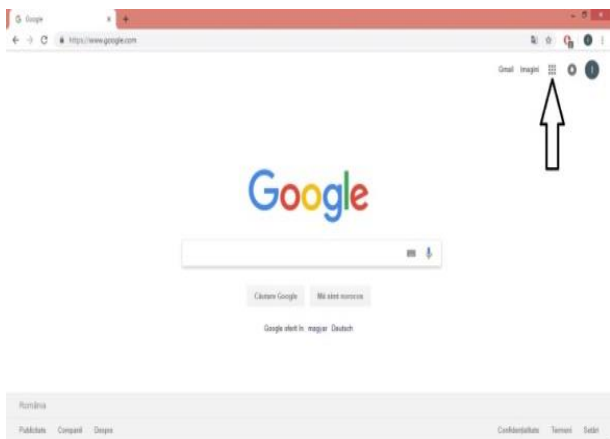 Google
https://www.google.com
Gmail Imagini
Google
Căutare Google Mă simt norocos
Google oferit în: magyar Deutsch
România
Publicitate Companii Despre
Confidențialitate Termeni Setări